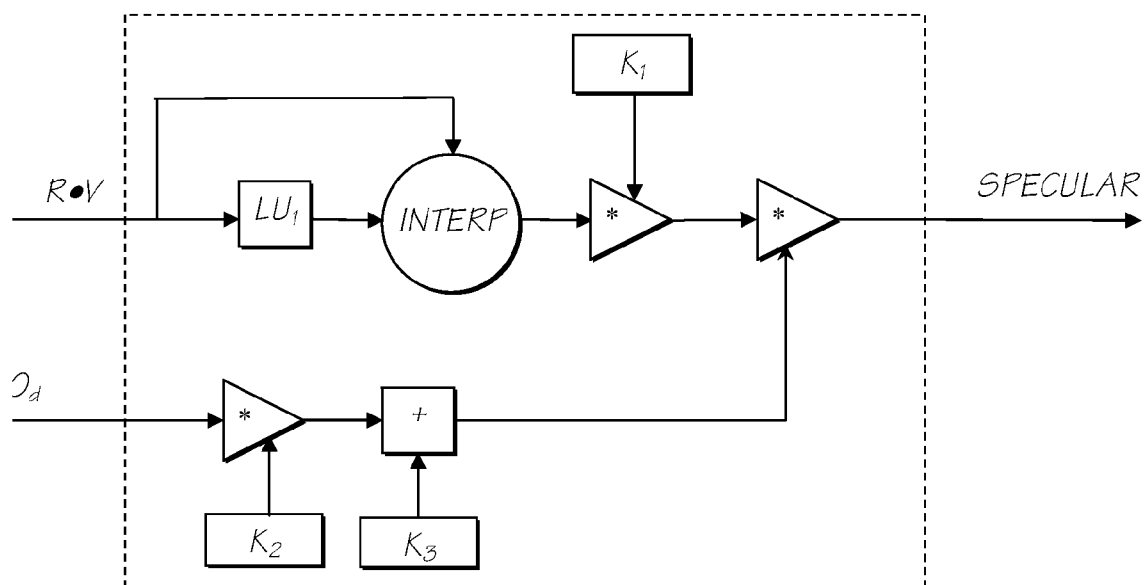 K₁
R●V
LU₁
INTERP
*
*
SPECULAR
*
+
K₂
K₃